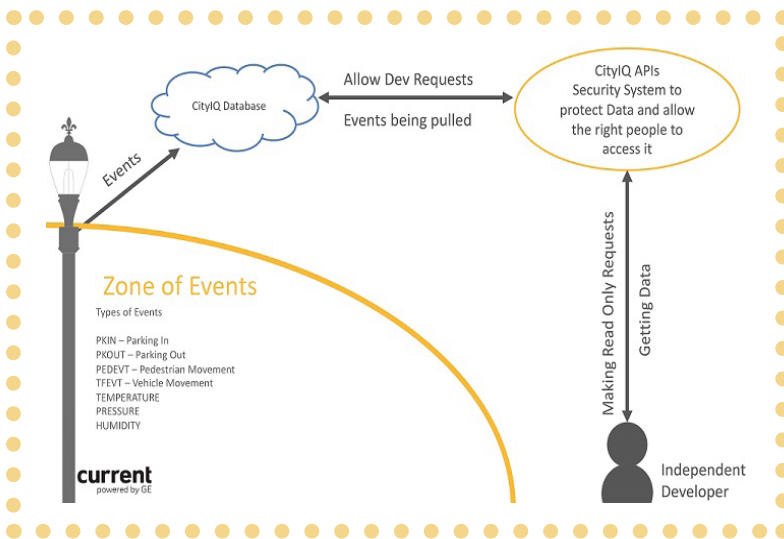 CityIQ Database
Allow Dev Requests
Events being pulled
CityIQ APIs
Security System to
protect Data and allow
the right people to
access it
Events
Zone of Events
Types of Events
PKIN – Parking In
PKOUT – Parking Out
PEDEVT – Pedestrian Movement
TFEVT – Vehicle Movement
TEMPERATURE
PRESSURE
HUMIDITY
Making Read Only Requests
Getting Data
current
powered by GE
Independent
Developer